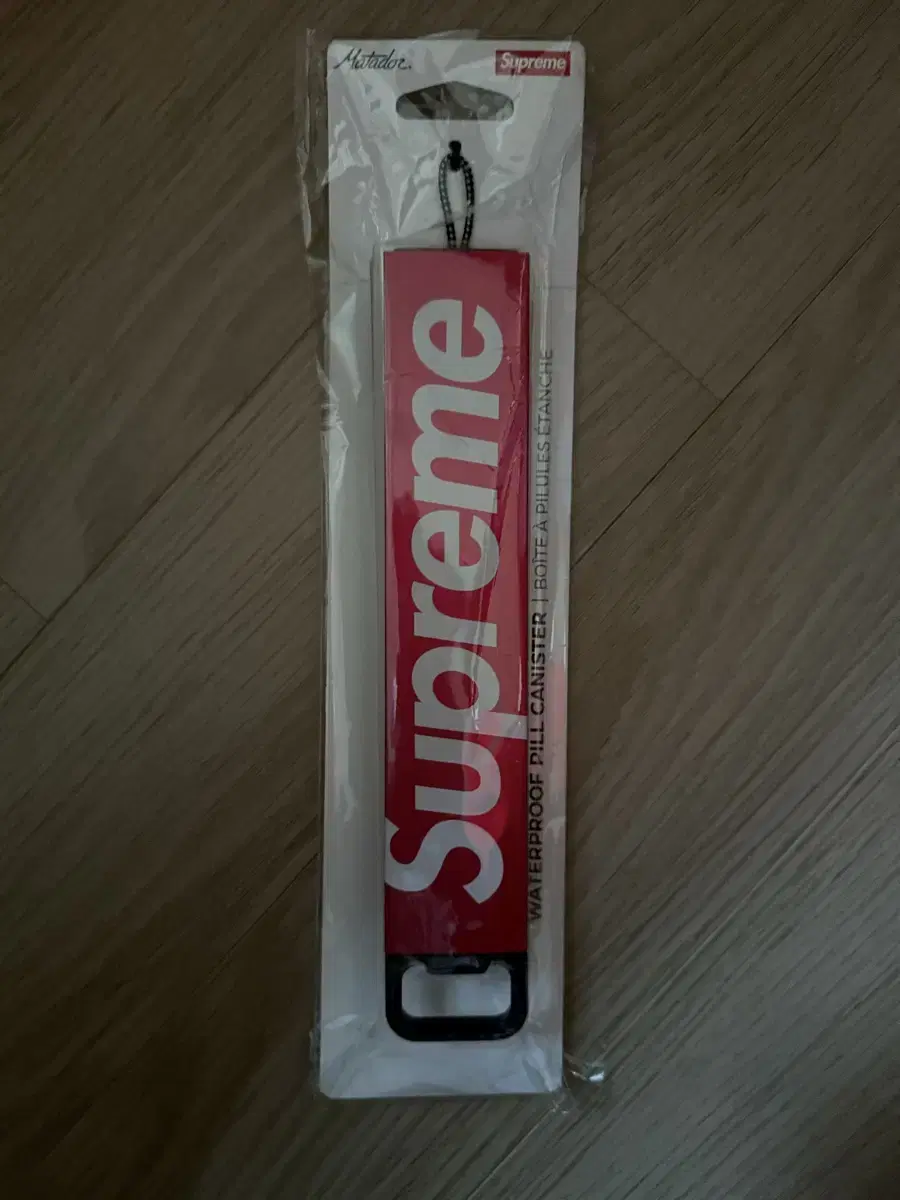 Matador
Supreme
Supreme
WATERPROOF PILL CANISTER | BOÎTE À PILULES ÉTANCHE